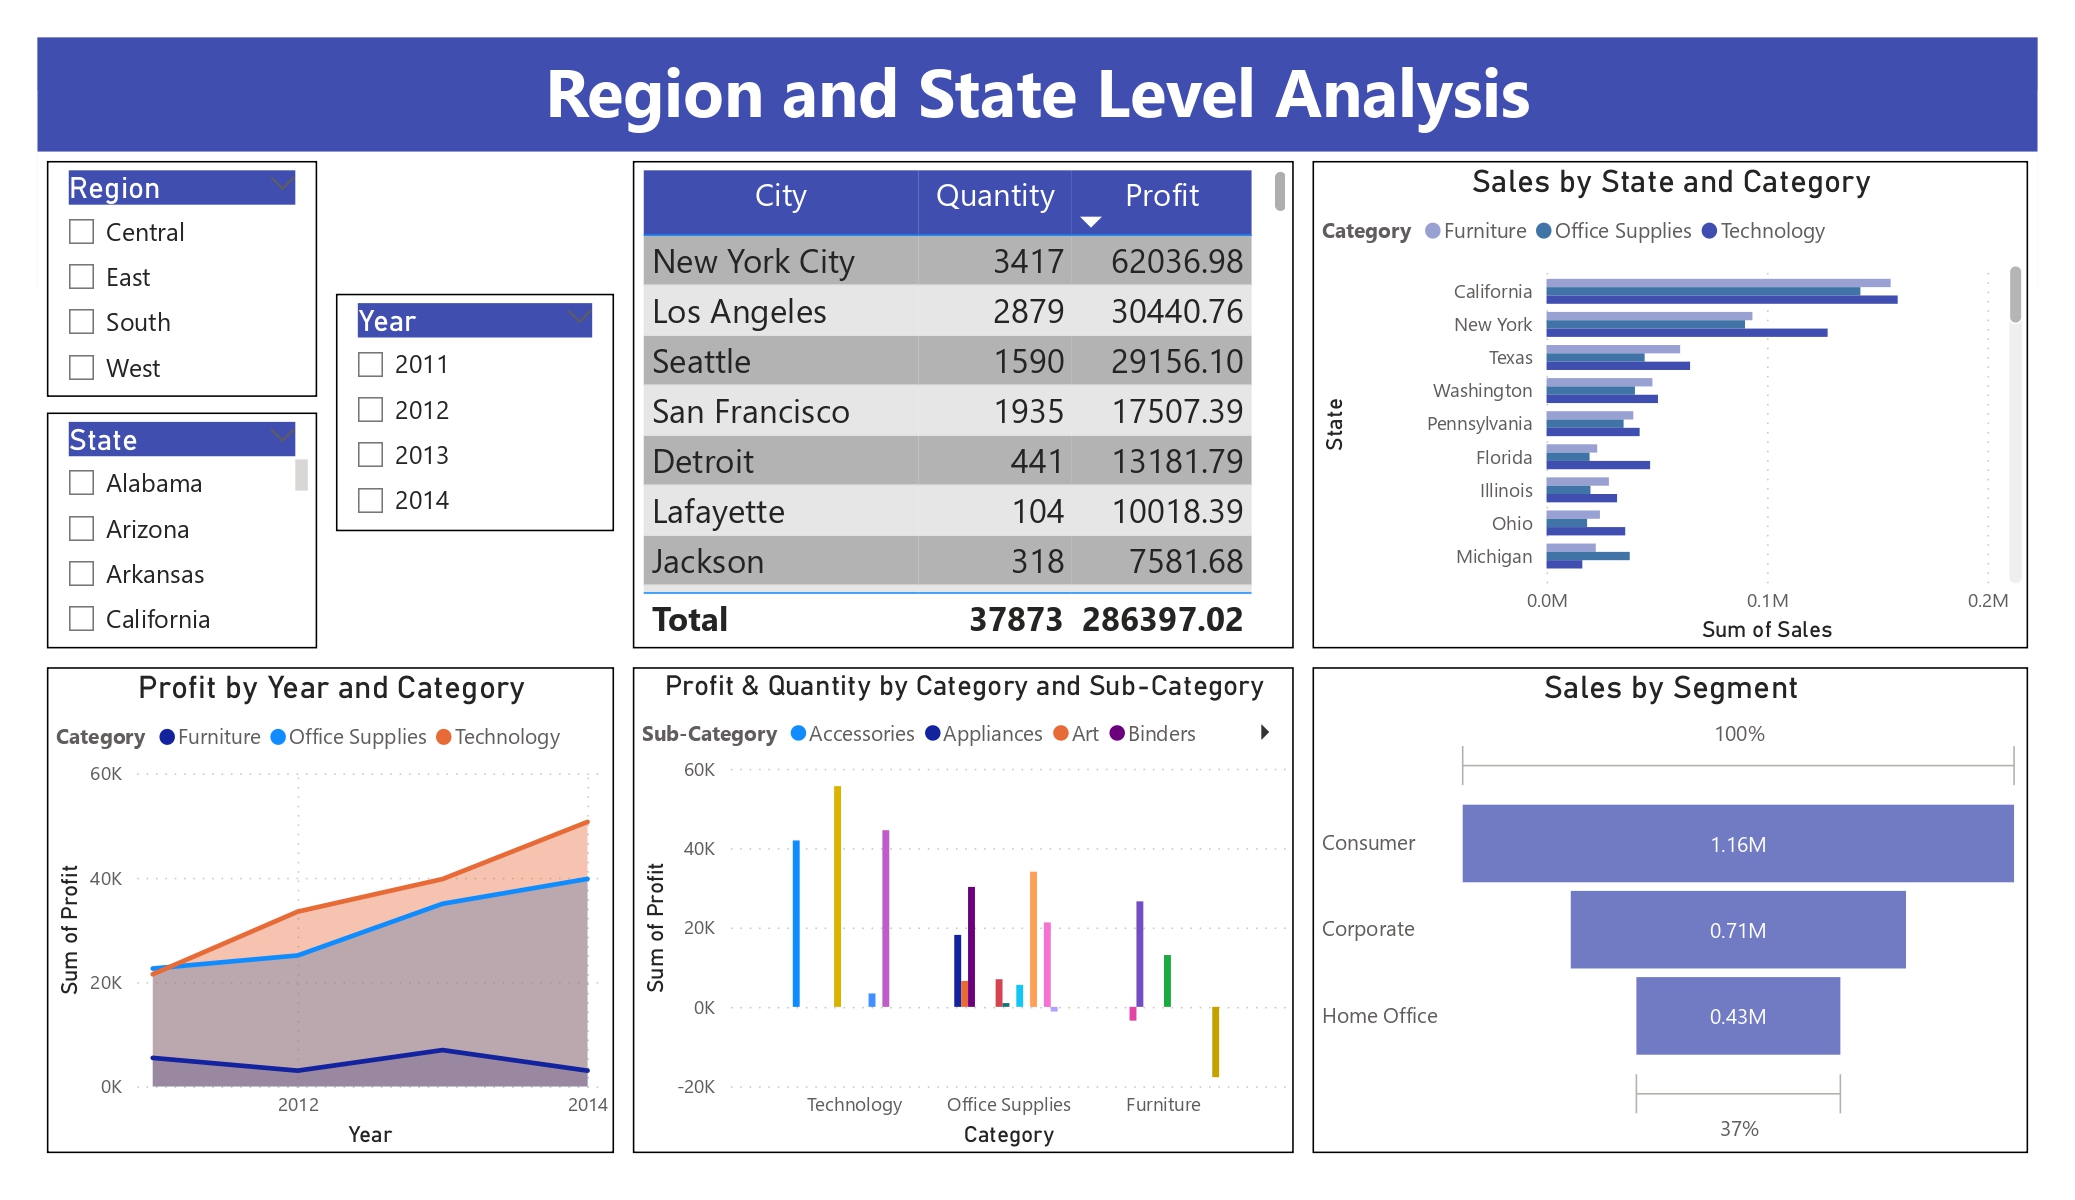 Region and State Level Analysis
Region
Central
East
South
West
State
Alabama
Arizona
Arkansas
California
Year
2011
2012
2013
2014
City Quantity Profit
New York City 3417 62036.98
Los Angeles 2879 30440.76
Seattle 1590 29156.10
San Francisco 1935 17507.39
Detroit 441 13181.79
Lafayette 104 10018.39
Jackson 318 7581.68
Total 37873 286397.02
Sales by State and Category
Category Furniture Office Supplies Technology
State
California
New York
Texas
Washington
Pennsylvania
Florida
Illinois
Ohio
Michigan
0.0M 0.1M 0.2M
Sum of Sales
Profit by Year and Category
Category Furniture Office Supplies Technology
Sum of Profit
60K
40K
20K
0K
2012 2014
Year
Profit & Quantity by Category and Sub-Category
Sub-Category Accessories Appliances Art Binders
Sum of Profit
60K
40K
20K
0K
-20K
Technology Office Supplies Furniture
Category
Sales by Segment
100%
Consumer 1.16M
Corporate 0.71M
Home Office 0.43M
37%